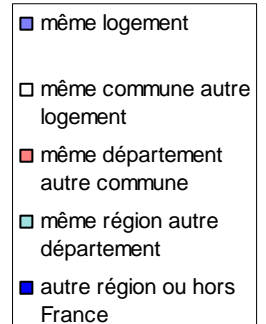 même logement
même commune autre
logement
même département
autre commune
même région autre
département
autre région ou hors
France